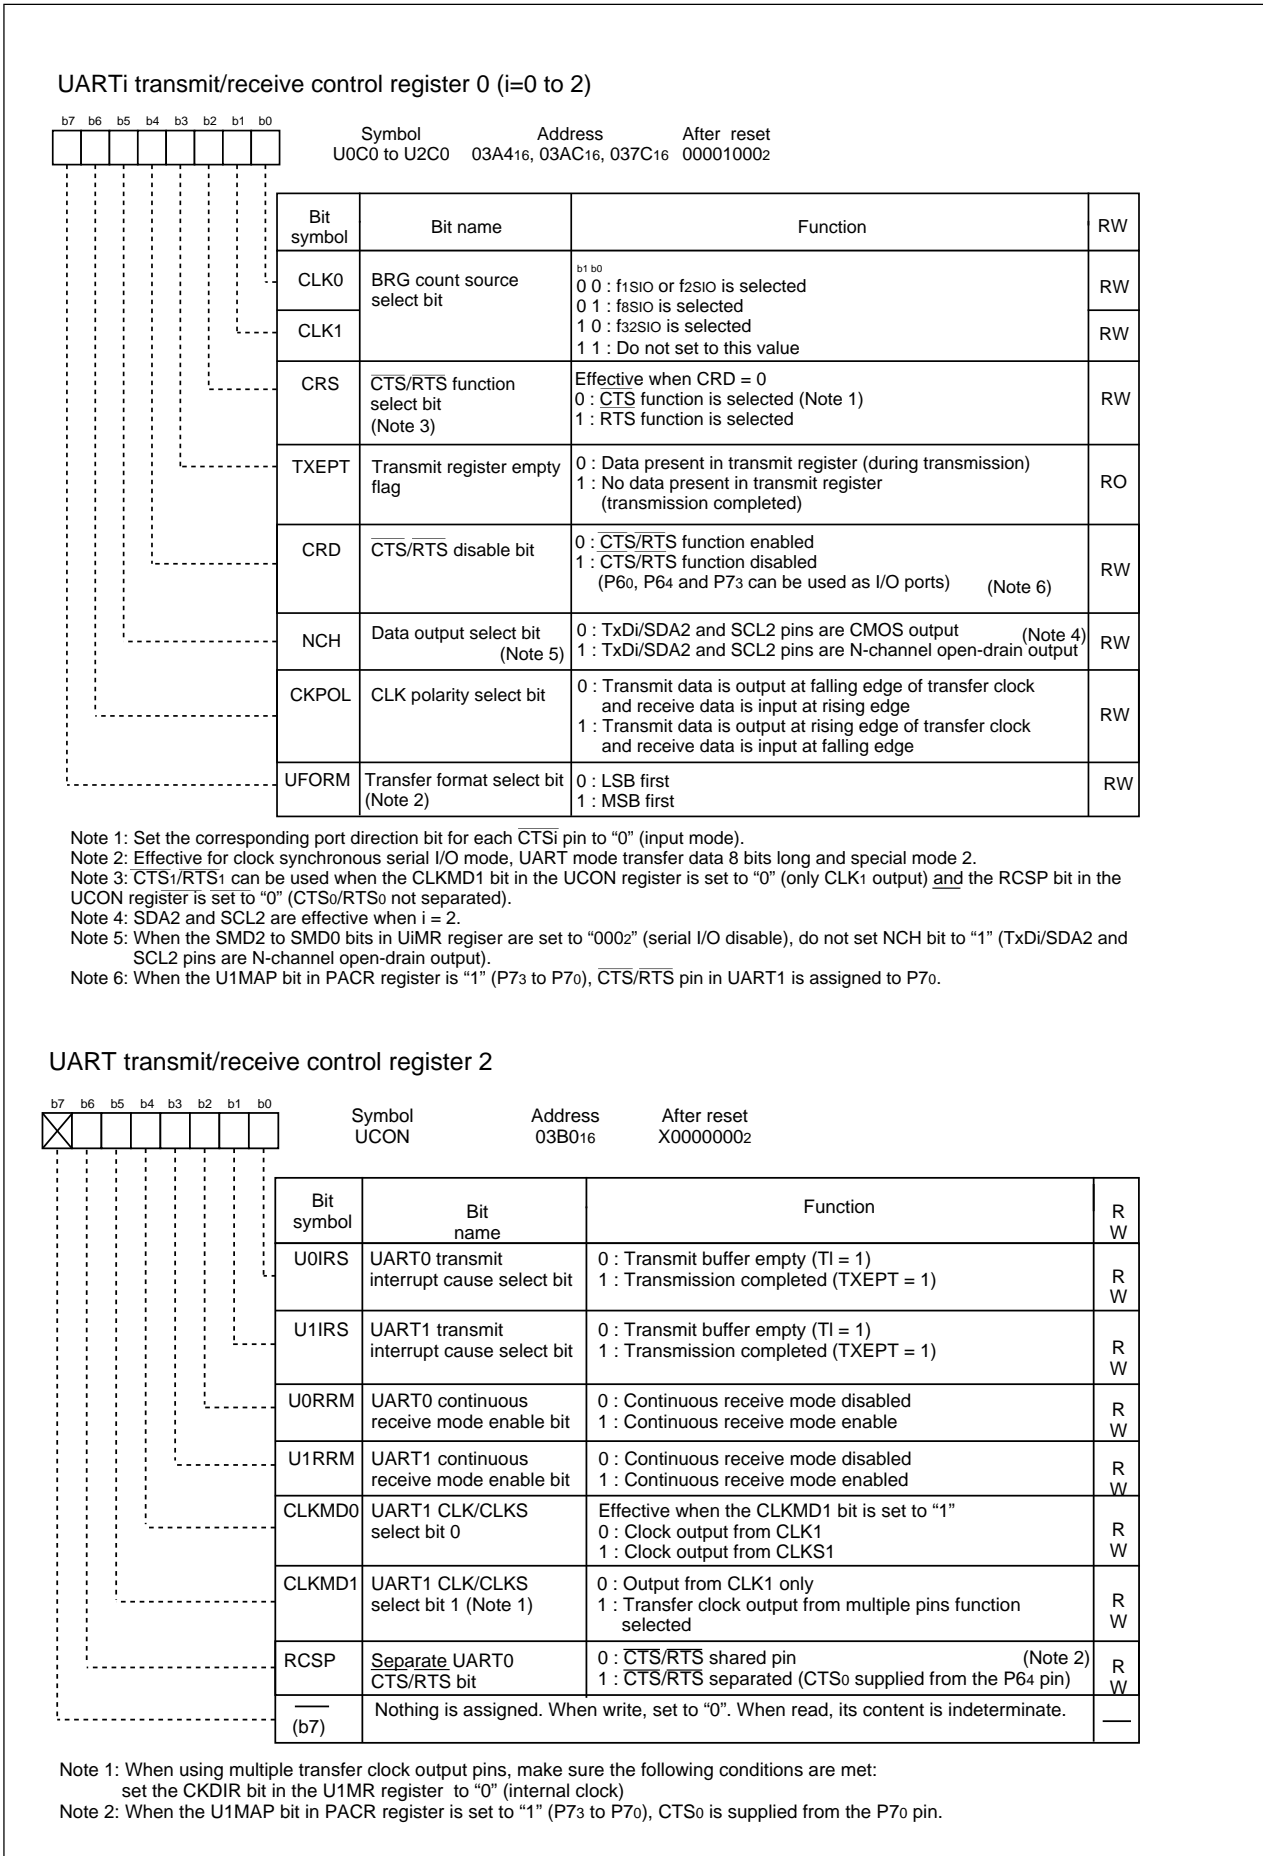 UARTi transmit/receive control register 0 (i=0 to 2)
b7 b6 b5 b4 b3 b2 b1 b0
Symbol Address After reset
U0C0 to U2C0 03A416, 03AC16, 037C16 000010002
Bit symbol Bit name Function RW
CLK0 BRG count source select bit
b1 b0
0 0 : f1SIO or f2SIO is selected
0 1 : f8SIO is selected
RW
CLK1
1 0 : f32SIO is selected
1 1 : Do not set to this value
RW
CRS CTS/RTS function select bit (Note 3)
Effective when CRD = 0
0 : CTS function is selected (Note 1)
1 : RTS function is selected
RW
TXEPT Transmit register empty flag
0 : Data present in transmit register (during transmission)
1 : No data present in transmit register
(transmission completed)
RO
CRD CTS/RTS disable bit
0 : CTS/RTS function enabled
1 : CTS/RTS function disabled
(P60, P64 and P73 can be used as I/O ports) (Note 6)
RW
NCH Data output select bit (Note 5)
0 : TxDi/SDA2 and SCL2 pins are CMOS output (Note 4)
1 : TxDi/SDA2 and SCL2 pins are N-channel open-drain output
RW
CKPOL CLK polarity select bit
0 : Transmit data is output at falling edge of transfer clock
and receive data is input at rising edge
1 : Transmit data is output at rising edge of transfer clock
and receive data is input at falling edge
RW
UFORM Transfer format select bit (Note 2)
0 : LSB first
1 : MSB first
RW
Note 1: Set the corresponding port direction bit for each CTSi pin to “0” (input mode).
Note 2: Effective for clock synchronous serial I/O mode, UART mode transfer data 8 bits long and special mode 2.
Note 3: CTS1/RTS1 can be used when the CLKMD1 bit in the UCON register is set to “0” (only CLK1 output) and the RCSP bit in the
UCON register is set to “0” (CTS0/RTS0 not separated).
Note 4: SDA2 and SCL2 are effective when i = 2.
Note 5: When the SMD2 to SMD0 bits in UiMR regiser are set to “0002” (serial I/O disable), do not set NCH bit to “1” (TxDi/SDA2 and
SCL2 pins are N-channel open-drain output).
Note 6: When the U1MAP bit in PACR register is “1” (P73 to P70), CTS/RTS pin in UART1 is assigned to P70.
UART transmit/receive control register 2
b7 b6 b5 b4 b3 b2 b1 b0
Symbol Address After reset
UCON 03B016 X00000002
Bit symbol Bit name Function R W
U0IRS UART0 transmit interrupt cause select bit
0 : Transmit buffer empty (TI = 1)
1 : Transmission completed (TXEPT = 1)
R W
U1IRS UART1 transmit interrupt cause select bit
0 : Transmit buffer empty (TI = 1)
1 : Transmission completed (TXEPT = 1)
R W
U0RRM UART0 continuous receive mode enable bit
0 : Continuous receive mode disabled
1 : Continuous receive mode enable
R W
U1RRM UART1 continuous receive mode enable bit
0 : Continuous receive mode disabled
1 : Continuous receive mode enabled
R W
CLKMD0 UART1 CLK/CLKS select bit 0
Effective when the CLKMD1 bit is set to “1”
0 : Clock output from CLK1
1 : Clock output from CLKS1
R W
CLKMD1 UART1 CLK/CLKS select bit 1 (Note 1)
0 : Output from CLK1 only
1 : Transfer clock output from multiple pins function
selected
R W
RCSP Separate UART0 CTS/RTS bit
0 : CTS/RTS shared pin (Note 2)
1 : CTS/RTS separated (CTS0 supplied from the P64 pin)
R W
(b7) Nothing is assigned. When write, set to “0”. When read, its content is indeterminate.
Note 1: When using multiple transfer clock output pins, make sure the following conditions are met:
set the CKDIR bit in the U1MR register to “0” (internal clock)
Note 2: When the U1MAP bit in PACR register is set to “1” (P73 to P70), CTS0 is supplied from the P70 pin.